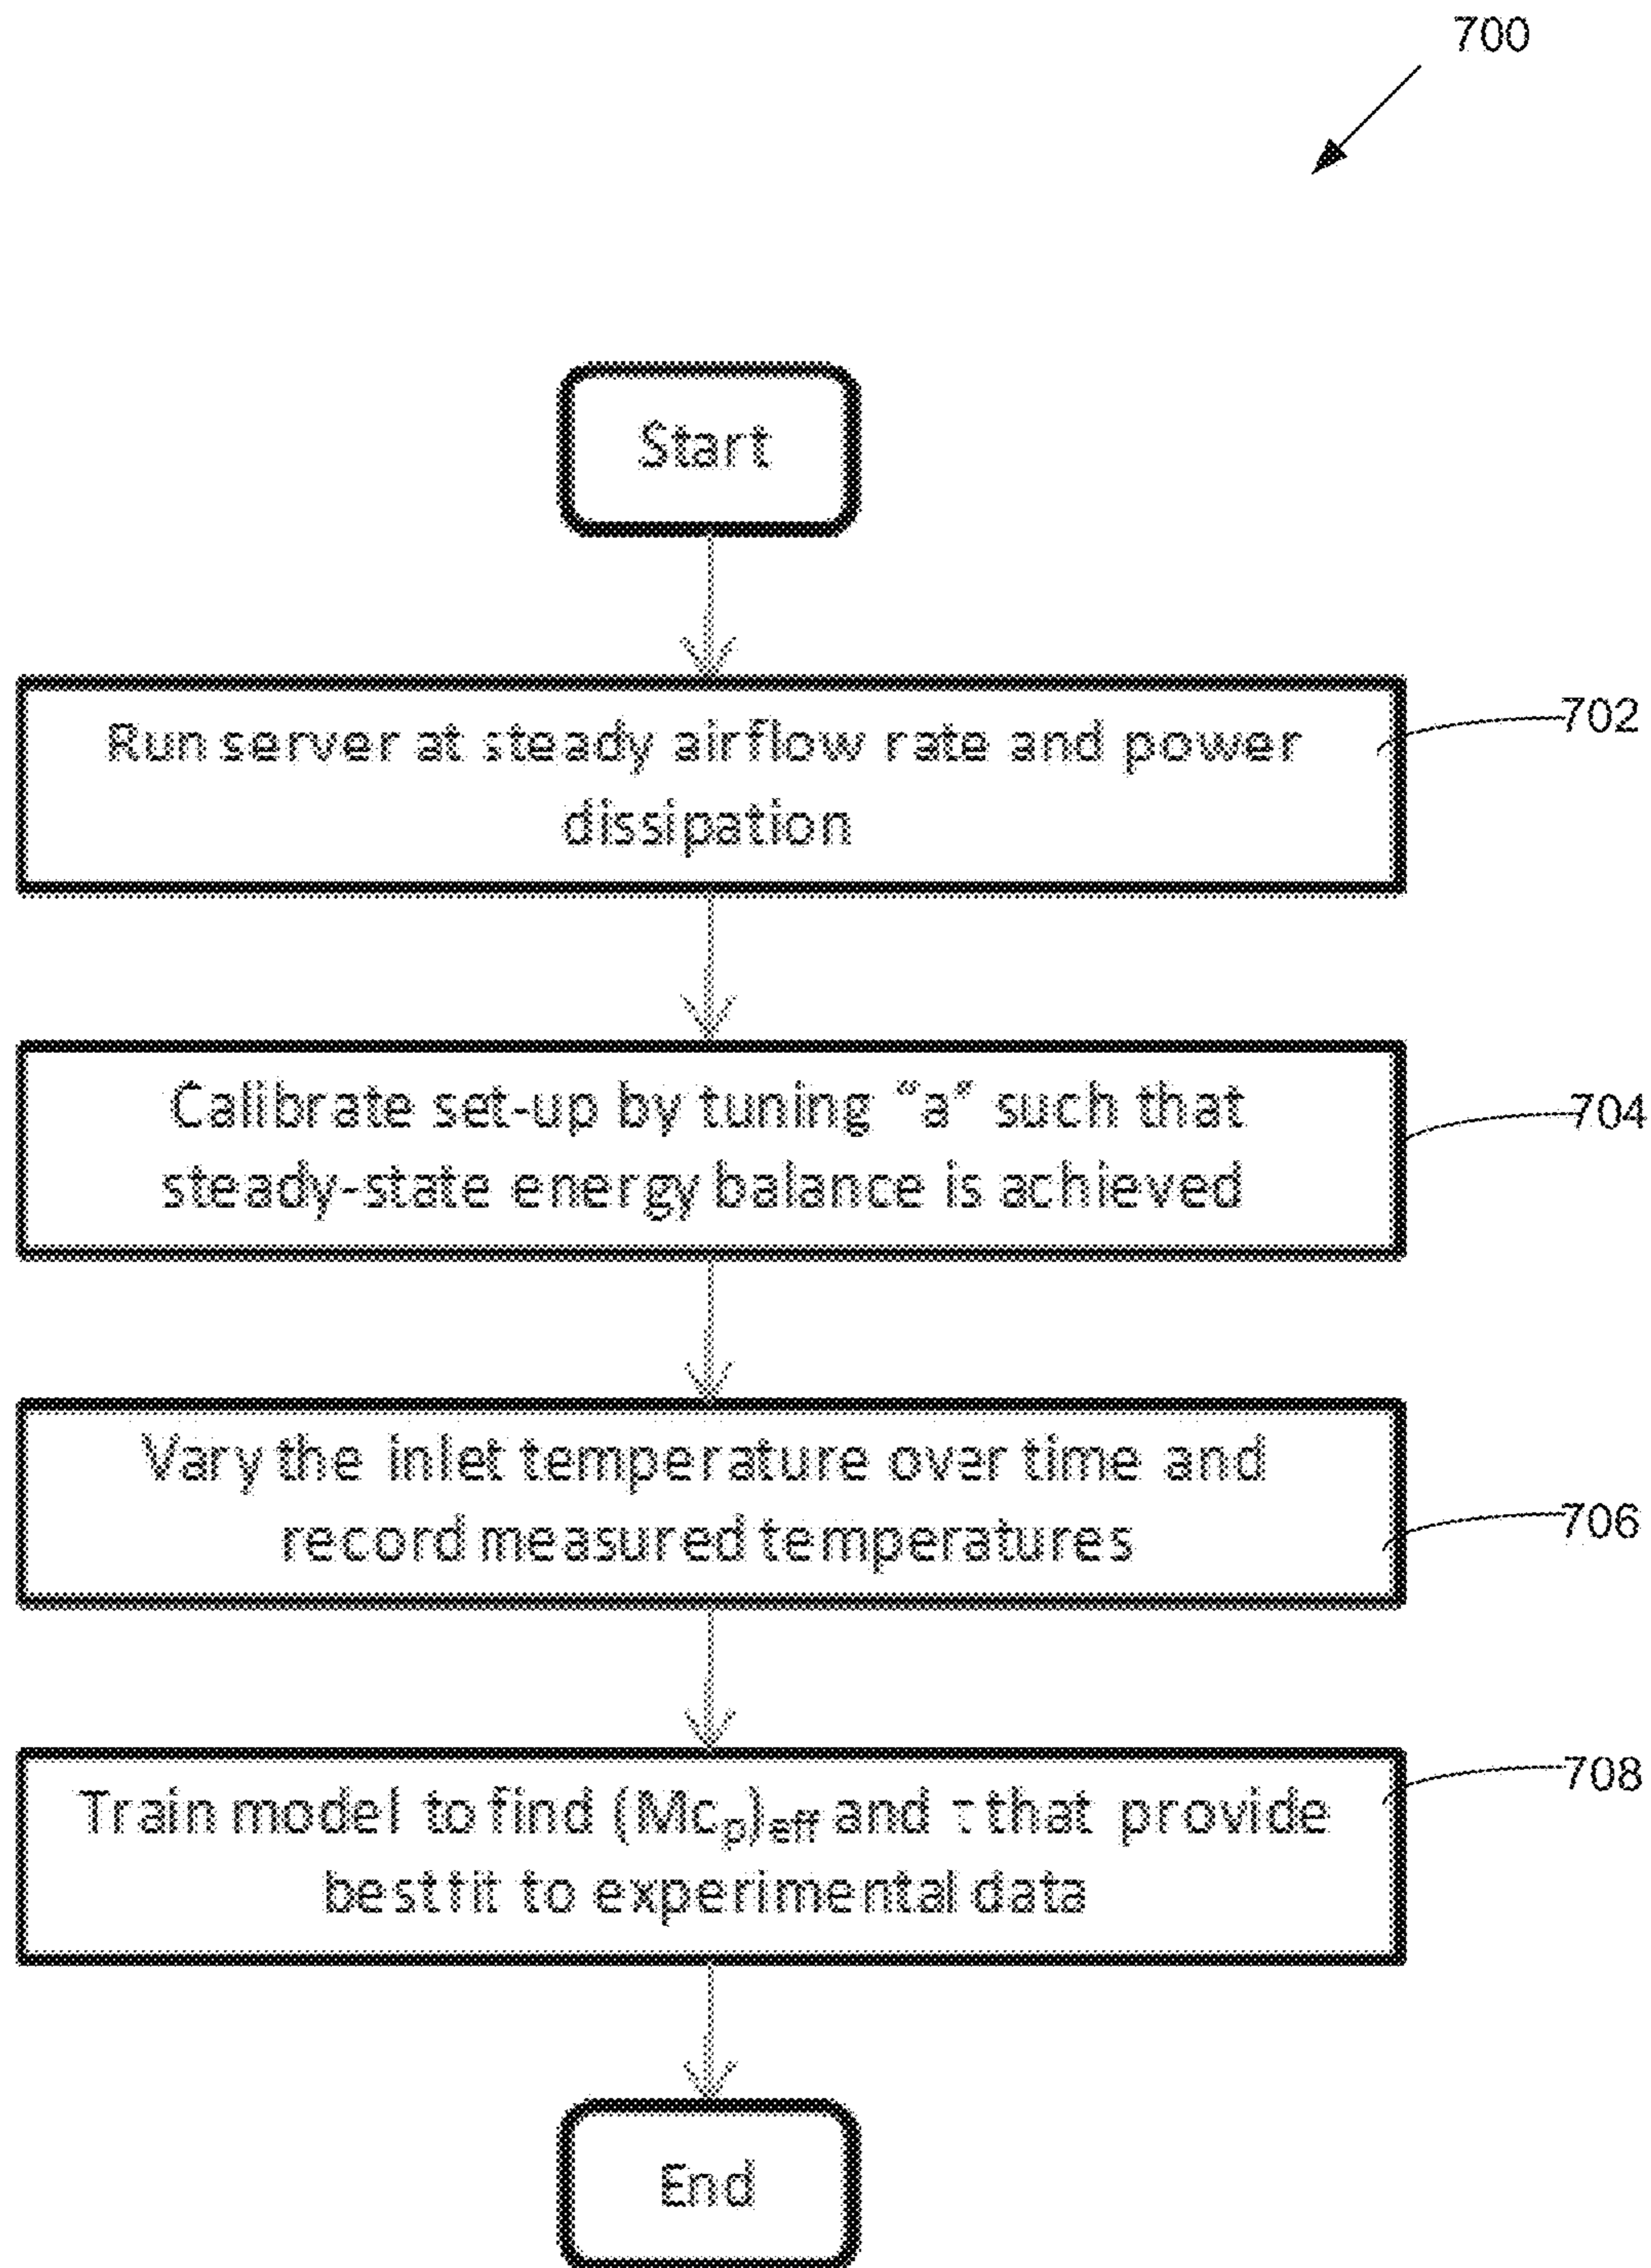 700
Start
Run server at steady airflow rate and power
dissipation
702
Calibrate set-up by tuning “a” such that
steady-state energy balance is achieved
704
Vary the inlet temperature over time and
record measured temperatures
706
Train model to find (Mcp)eff and τ that provide
best fit to experimental data
708
End